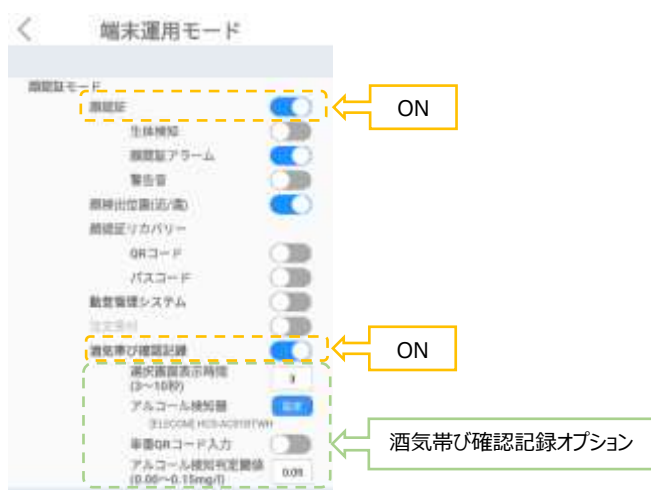 端末運用モード
顔認証モード
顔認証
ON
生体検知
顔認証アラーム
警告音
顔検出位置(近/遠)
顔認証リカバリー
QRコード
パスコード
勤怠管理システム
酒気帯び確認記録
ON
選択画面表示時間
(3～10秒)
3
アルコール検知器
[ELECOM] HCS-AC01BTWH
車番QRコード入力
酒気帯び確認記録オプション
アルコール検知判定閾値
(0.00～0.15mg/l)